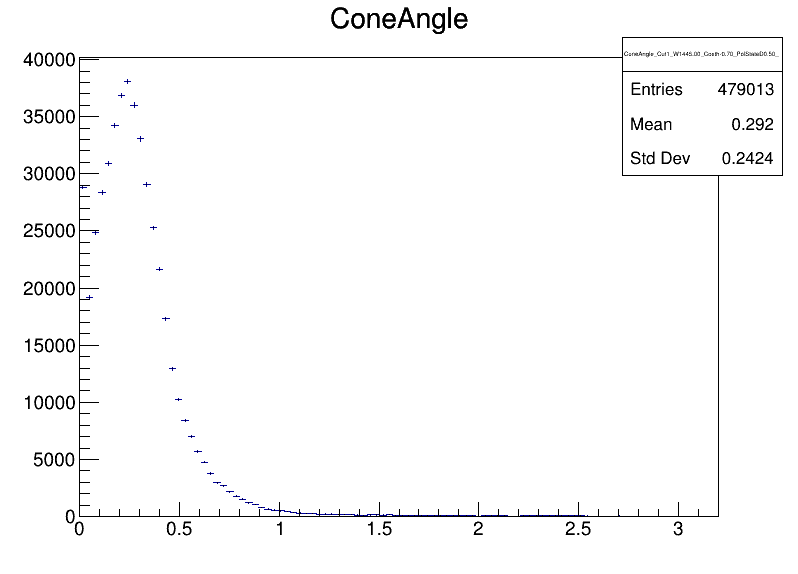 ConeAngle
ConeAngle_Cut1_W1445.00_Costh-0.70_PolStateD0.50_
Entries 479013
Mean 0.292
Std Dev 0.2424
40000
35000
30000
25000
20000
15000
10000
5000
0
0 0.5 1 1.5 2 2.5 3